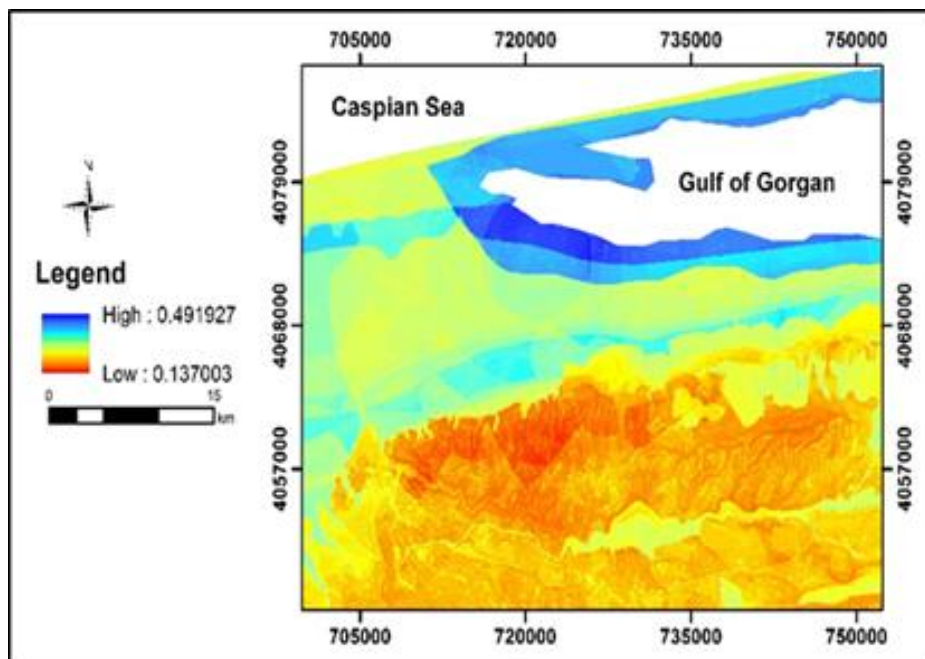 705000 720000 735000 750000
Caspian Sea
Gulf of Gorgan
4079000 4079000
4068000 4068000
4057000 4057000
Legend
High : 0.491927
Low : 0.137003
0 15
km
705000 720000 735000 750000